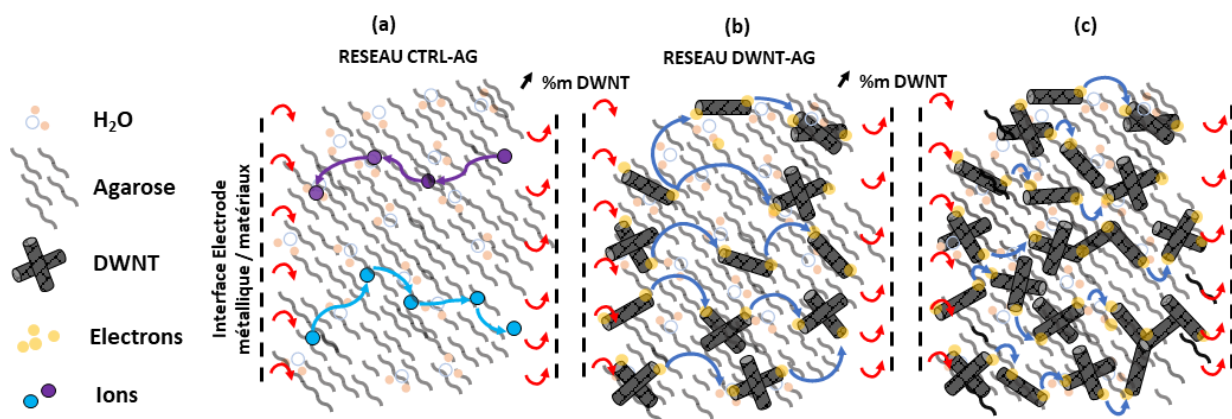 (a)
(b)
(c)
RESEAU CTRL-AG
RESEAU DWNT-AG
%m DWNT
%m DWNT
H2O
Agarose
DWNT
Electrons
Ions
Interface Electrode
métallique / matériaux